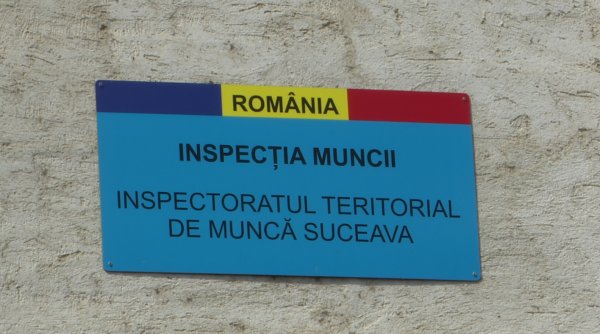 ROMÂNIA
INSPECȚIA MUNCII
INSPECTORATUL TERITORIAL
DE MUNCĂ SUCEAVA